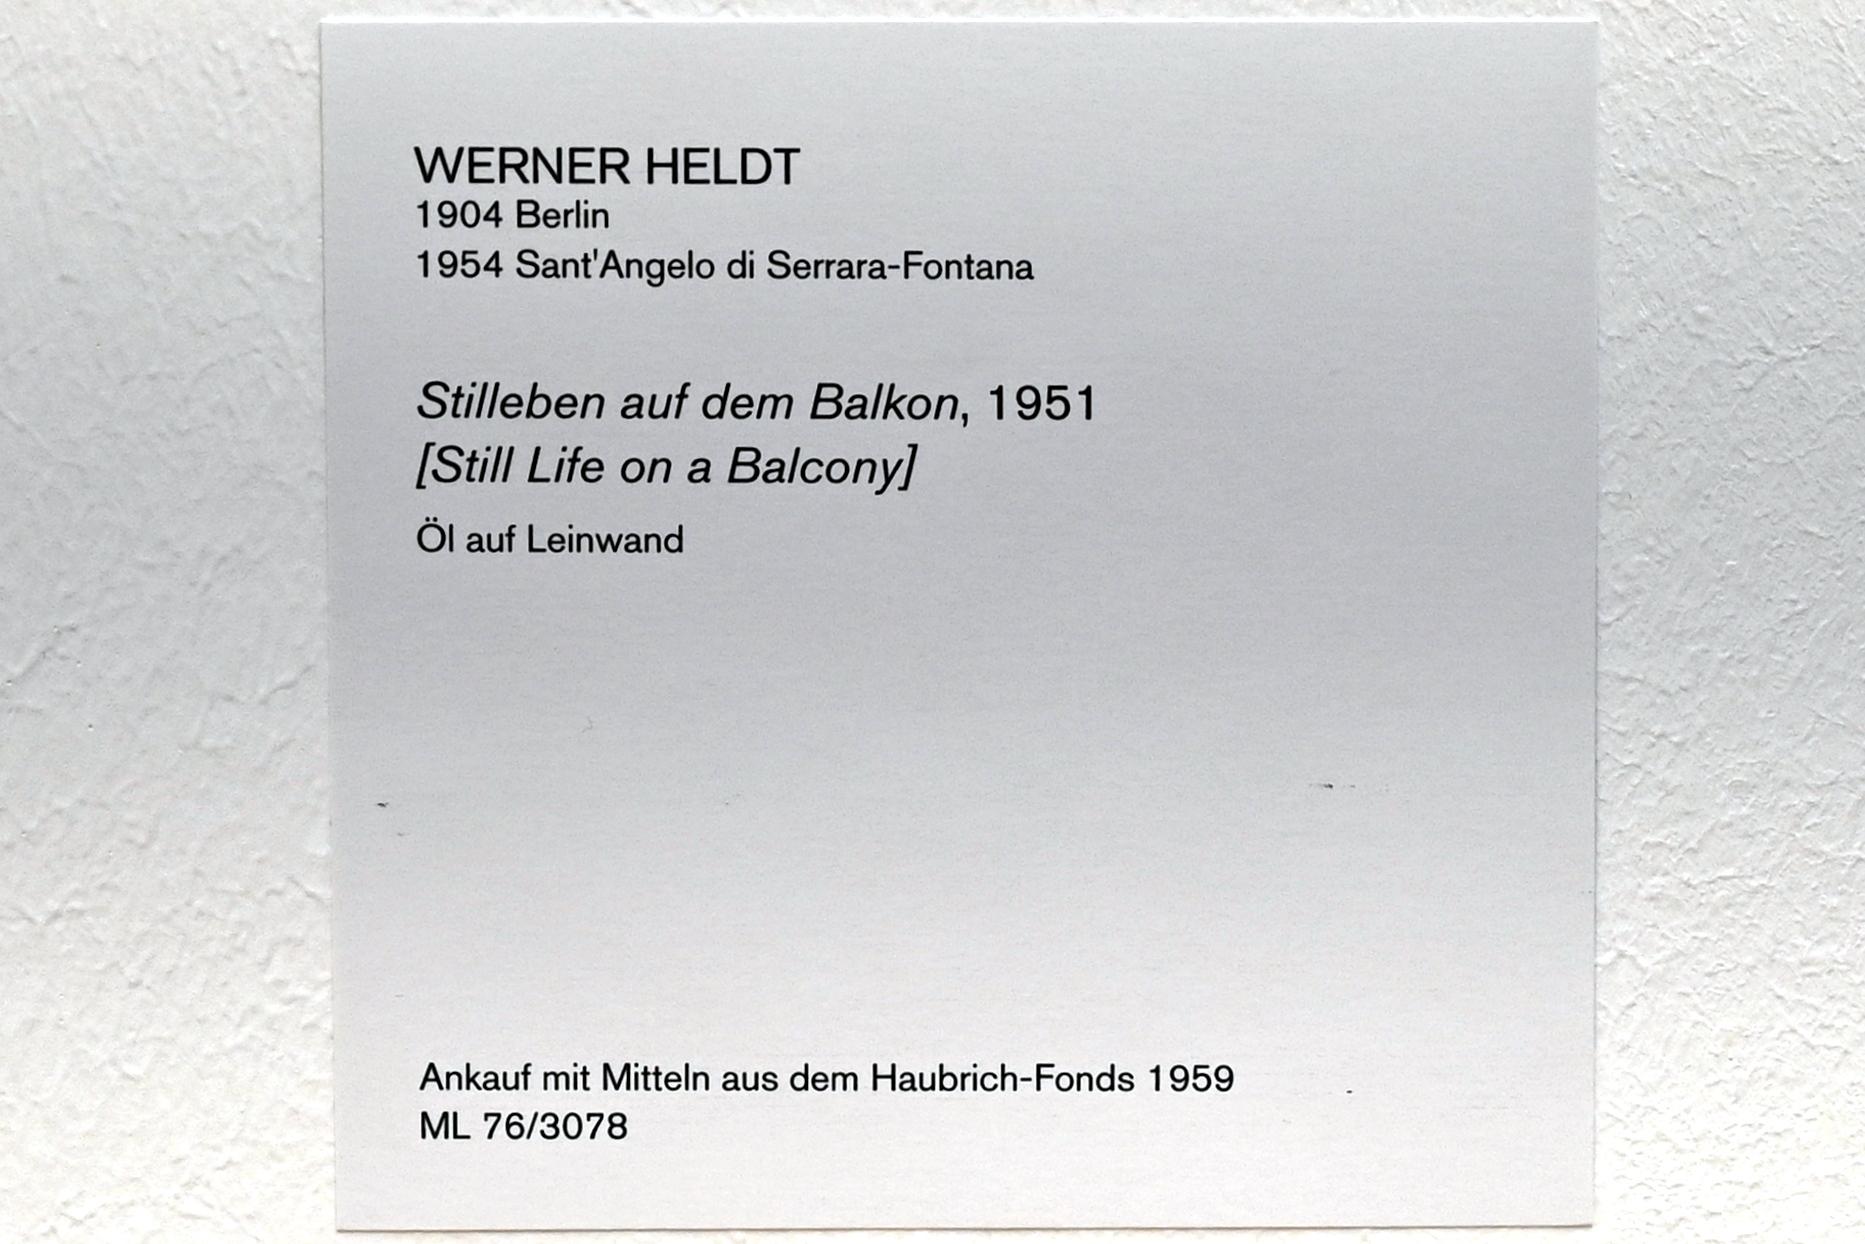 WERNER HELDT
1904 Berlin
1954 Sant'Angelo di Serrara-Fontana
Stilleben auf dem Balkon, 1951
[Still Life on a Balcony]
Öl auf Leinwand
Ankauf mit Mitteln aus dem Haubrich-Fonds 1959
ML 76/3078